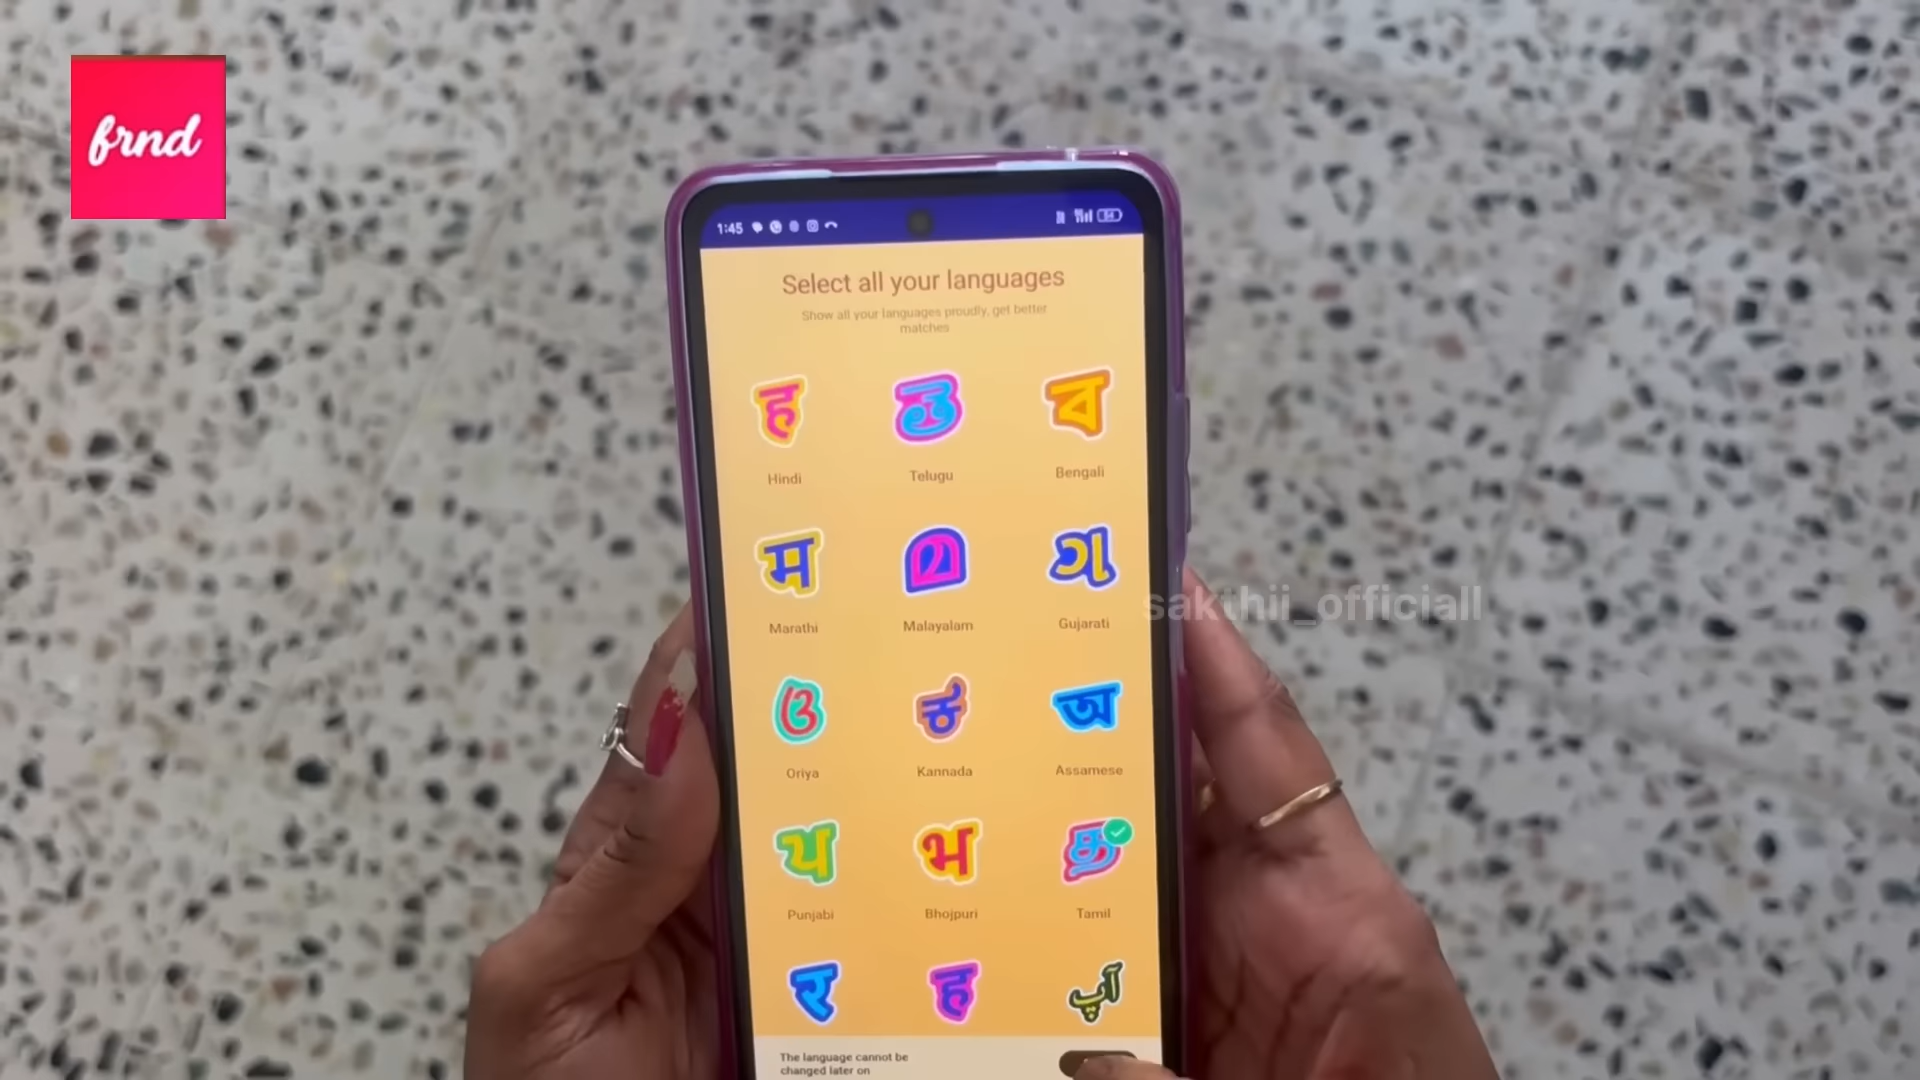 frnd
1:45
Select all your languages
Show all your languages proudly, get better
matches
ह
త
ব
Hindi
Telugu
Bengali
म
മ
ગ
Marathi
Malayalam
Gujarati
sakthii_officiall
ଓ
ಕ
অ
Oriya
Kannada
Assamese
ਪ
भ
த
Punjabi
Bhojpuri
Tamil
र
ह
آپ
The language cannot be
changed later on